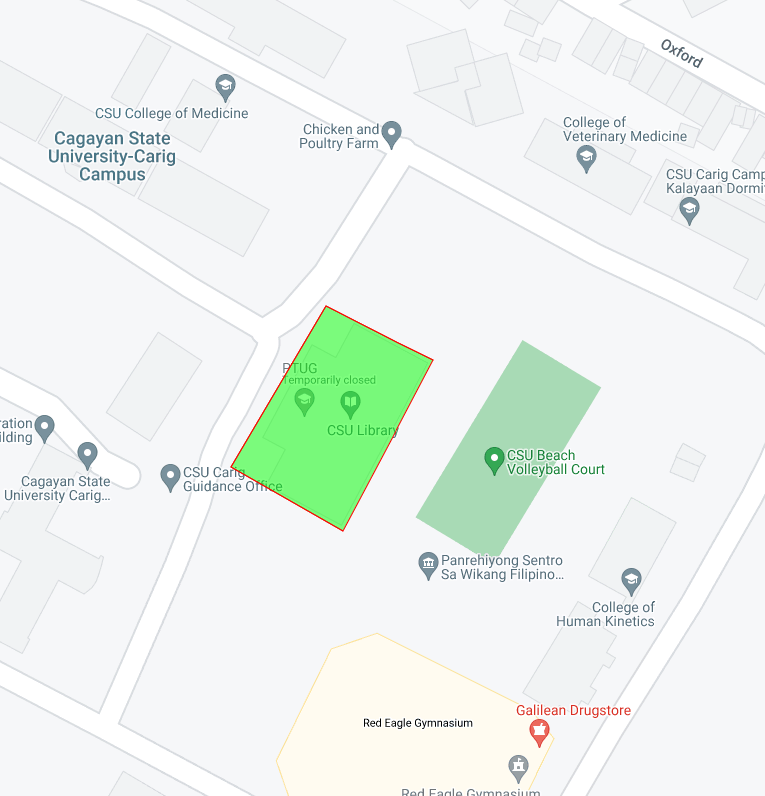 Oxford
CSU College of Medicine
Chicken and
Poultry Farm
College of
Veterinary Medicine
Cagayan State
University-Carig
Campus
CSU Carig Camp
Kalayaan Dormi
PTUG
Temporarily closed
CSU Library
ration
ilding
CSU Carig
Guidance Office
CSU Beach
Volleyball Court
Cagayan State
University Carig...
Panrehiyong Sentro
Sa Wikang Filipino...
College of
Human Kinetics
Galilean Drugstore
Red Eagle Gymnasium
Red Eagle Gymnasium